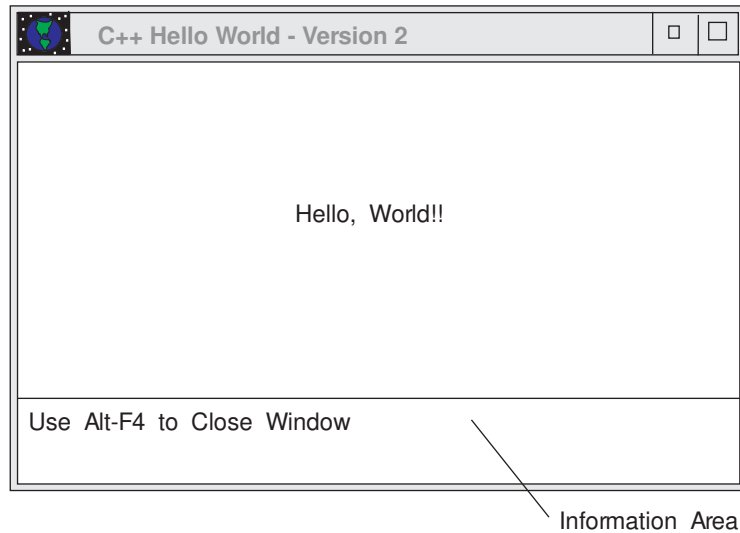 C++ Hello World - Version 2
Hello, World!!
Use Alt-F4 to Close Window
Information Area